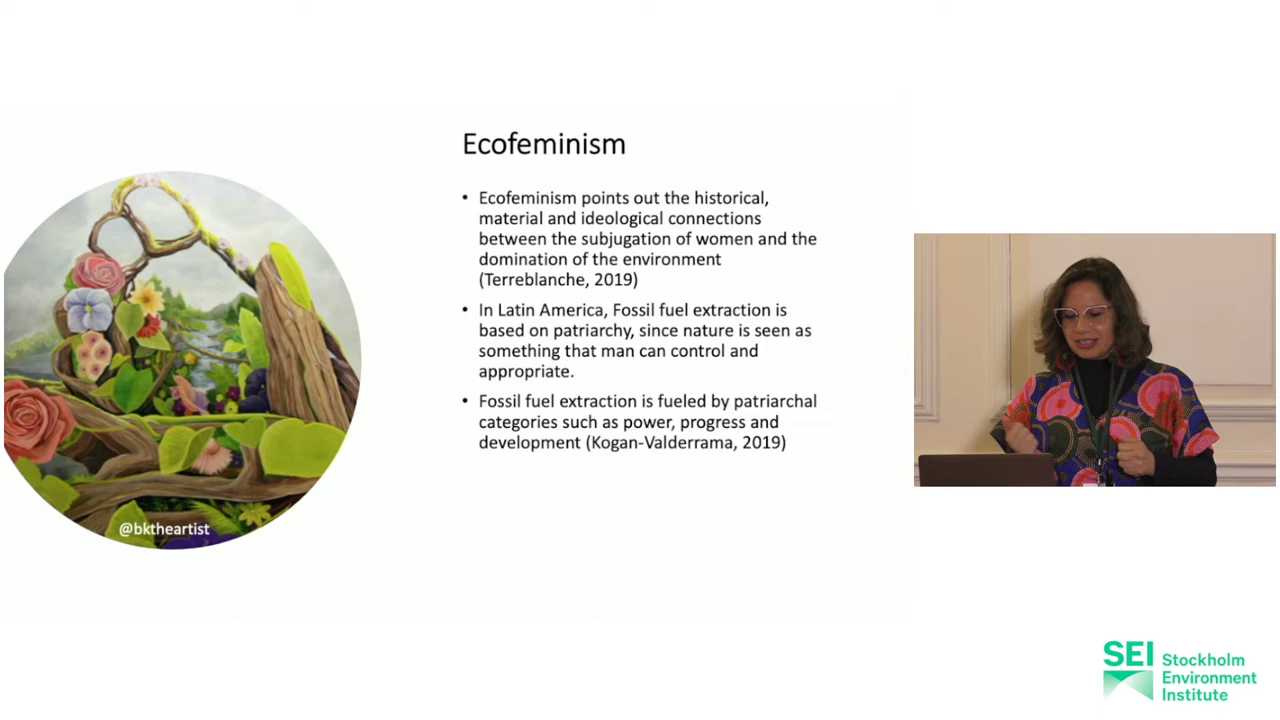 Ecofeminism
• Ecofeminism points out the historical,
material and ideological connections
between the subjugation of women and the
domination of the environment
(Terreblanche, 2019)
• In Latin America, Fossil fuel extraction is
based on patriarchy, since nature is seen as
something that man can control and
appropriate.
• Fossil fuel extraction is fueled by patriarchal
categories such as power, progress and
development (Kogan-Valderrama, 2019)
@bktheartist
SEI Stockholm
Environment
Institute